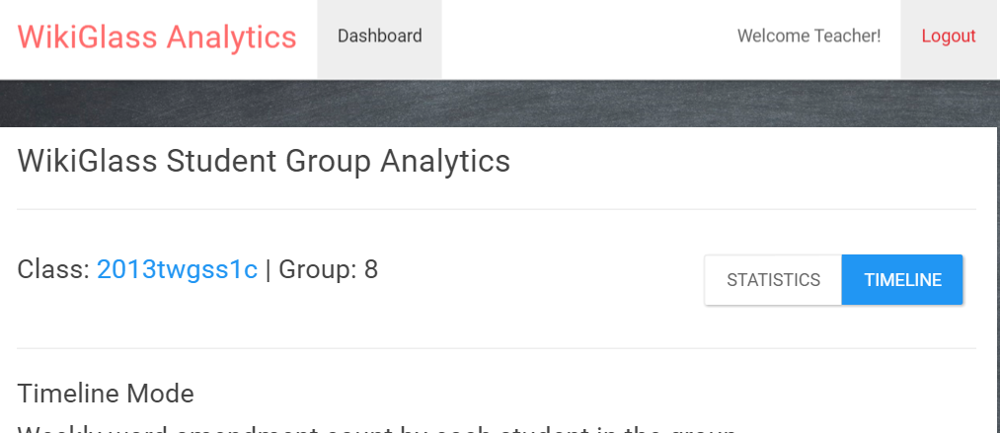 WikiGlass Analytics Dashboard Welcome Teacher! Logout
WikiGlass Student Group Analytics
Class: 2013twgss1c | Group: 8 STATISTICS TIMELINE
Timeline Mode
Weekly word amendment count by each student in the group